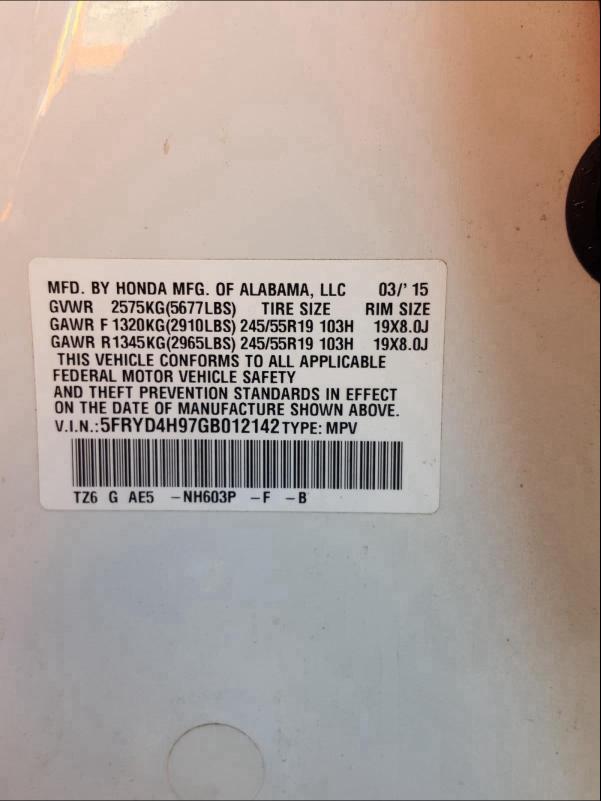 MFD. BY HONDA MFG. OF ALABAMA, LLC 03/'15
GVWR 2575KG(5677LBS) TIRE SIZE RIM SIZE
GAWR F1320KG(2910LBS) 245/55R19 103H 19X8.0J
GAWR R1345KG(2965LBS) 245/55R19 103H 19X8.0J
THIS VEHICLE CONFORMS TO ALL APPLICABLE
FEDERAL MOTOR VEHICLE SAFETY
AND THEFT PREVENTION STANDARDS IN EFFECT
ON THE DATE OF MANUFACTURE SHOWN ABOVE.
V.I.N.:5FRYD4H97GB012142 TYPE: MPV
TZ6 G AE5 -NH603P -F -B